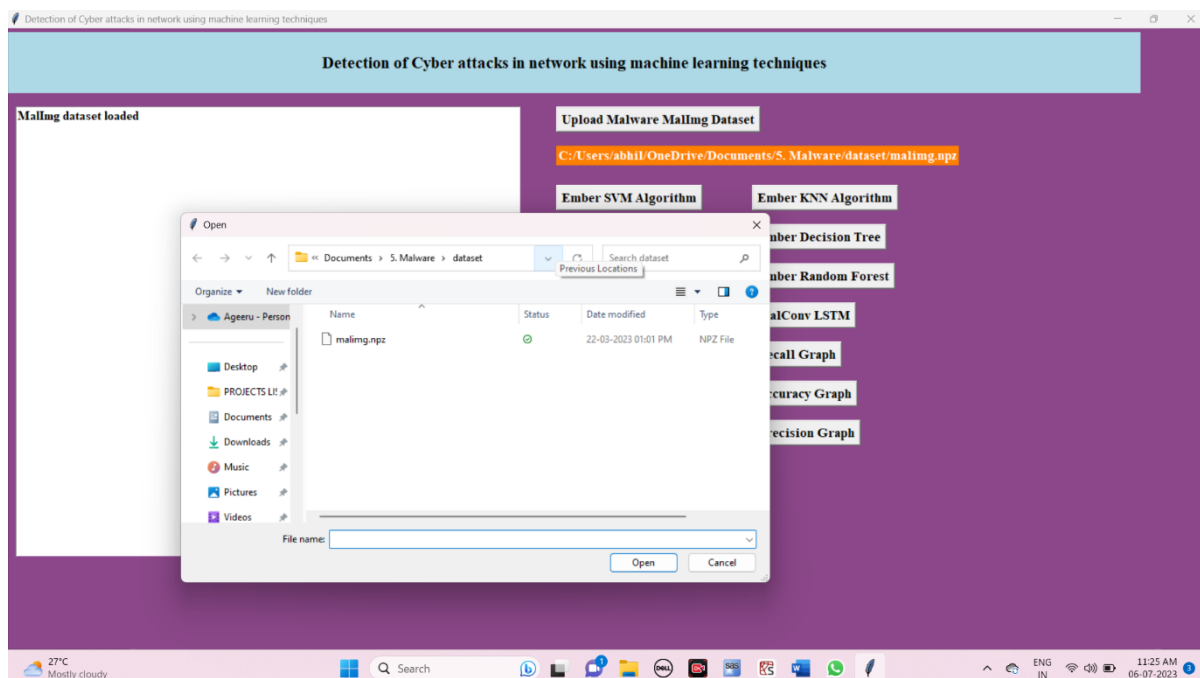 Detection of Cyber attacks in network using machine learning techniques
Detection of Cyber attacks in network using machine learning techniques
MalImg dataset loaded
Upload Malware MalImg Dataset
C:/Users/abhil/OneDrive/Documents/5. Malware/dataset/malimg.npz
Ember SVM Algorithm
Ember KNN Algorithm
mber Decision Tree
mber Random Forest
alConv LSTM
ecall Graph
ccuracy Graph
recision Graph
Open
« Documents > 5. Malware > dataset
Search dataset
Previous Locations
Organize
New folder
Ageeru - Person
Name
Status
Date modified
Type
malimg.npz
22-03-2023 01:01 PM
NPZ File
Desktop
PROJECTS LIS
Documents
Downloads
Music
Pictures
Videos
File name:
Open
Cancel
27°C
Mostly cloudy
Search
DELL
1
ENG
IN
11:25 AM
06-07-2023
3